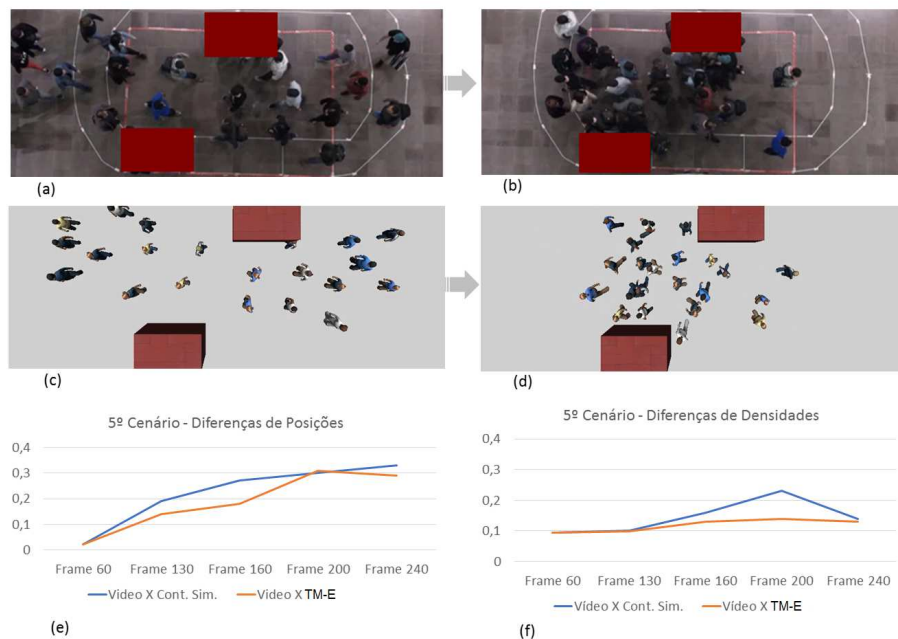 (a)
(b)
(c)
(d)
5º Cenário - Diferenças de Posições
0,4
0,3
0,2
0,1
0
Frame 60 Frame 130 Frame 160 Frame 200 Frame 240
Video X Cont. Sim. Video X TM-E
(e)
5º Cenário - Diferenças de Densidades
0,4
0,3
0,2
0,1
0
Frame 60 Frame 130 Frame 160 Frame 200 Frame 240
Vídeo X Cont. Sim. Vídeo X TM-E
(f)